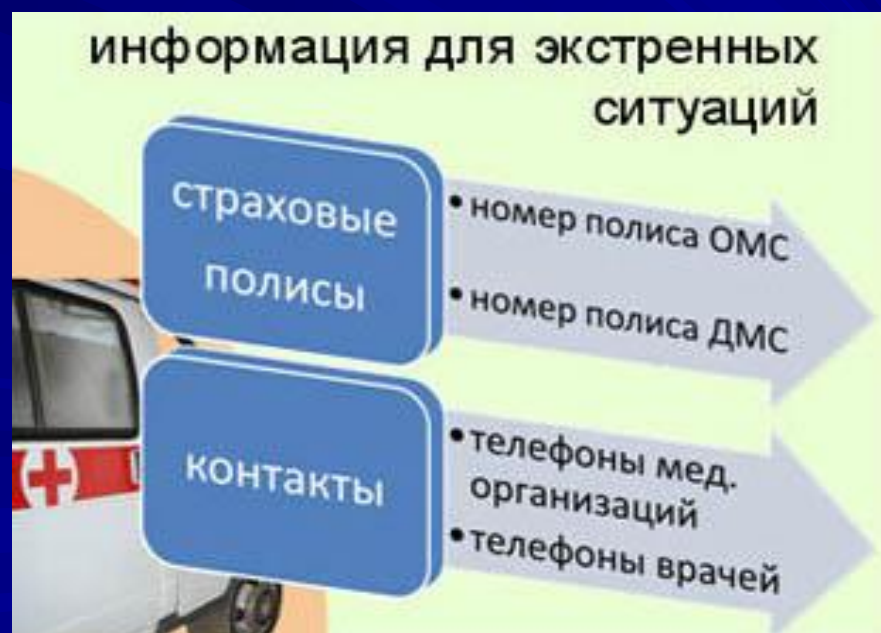 информация для экстренных
ситуаций
страховые
полисы
• номер полиса ОМС
• номер полиса ДМС
контакты
• телефоны мед.
организаций
• телефоны врачей